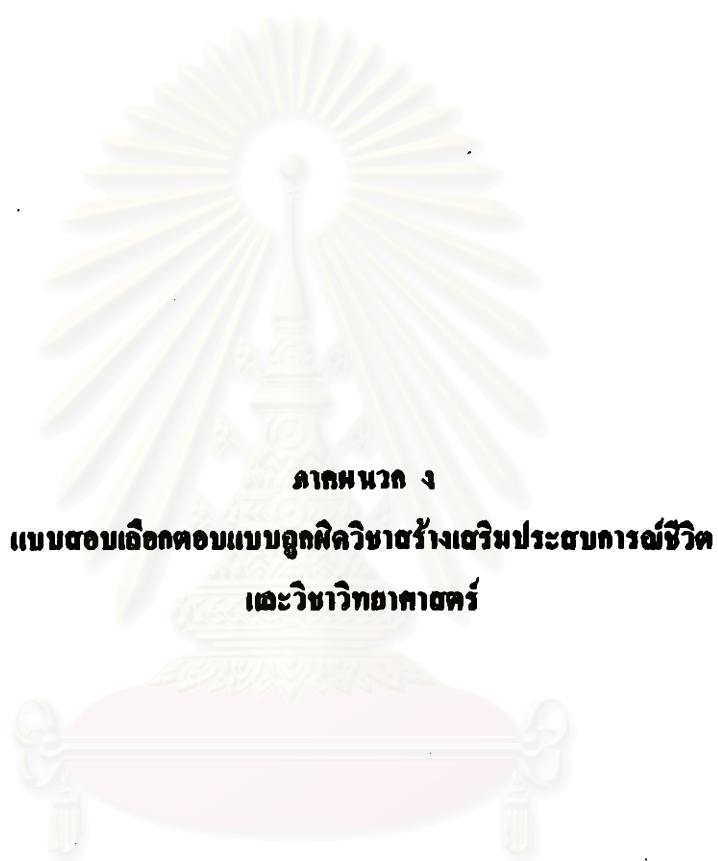 ภาคผนวก ง
แบบสอบเลือกตอบแบบถูกผิดวิชาสร้างเสริมประสบการณ์ชีวิต
และวิชาวิทยาศาสตร์